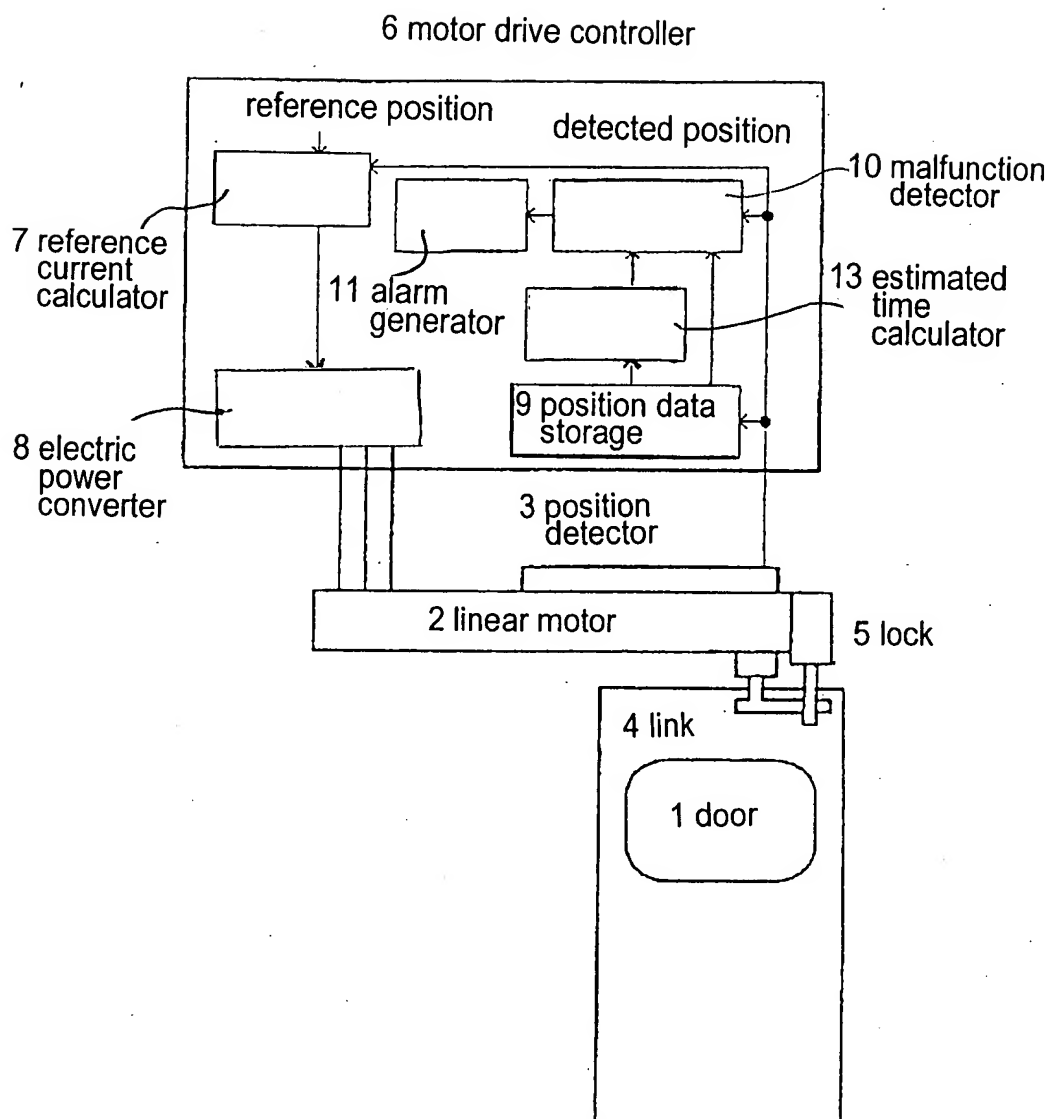 6 motor drive controller
reference position
detected position
10 malfunction
detector
7 reference
current
calculator
11 alarm
generator
13 estimated
time
calculator
9 position data
storage
8 electric
power
converter
3 position
detector
2 linear motor
5 lock
4 link
1 door